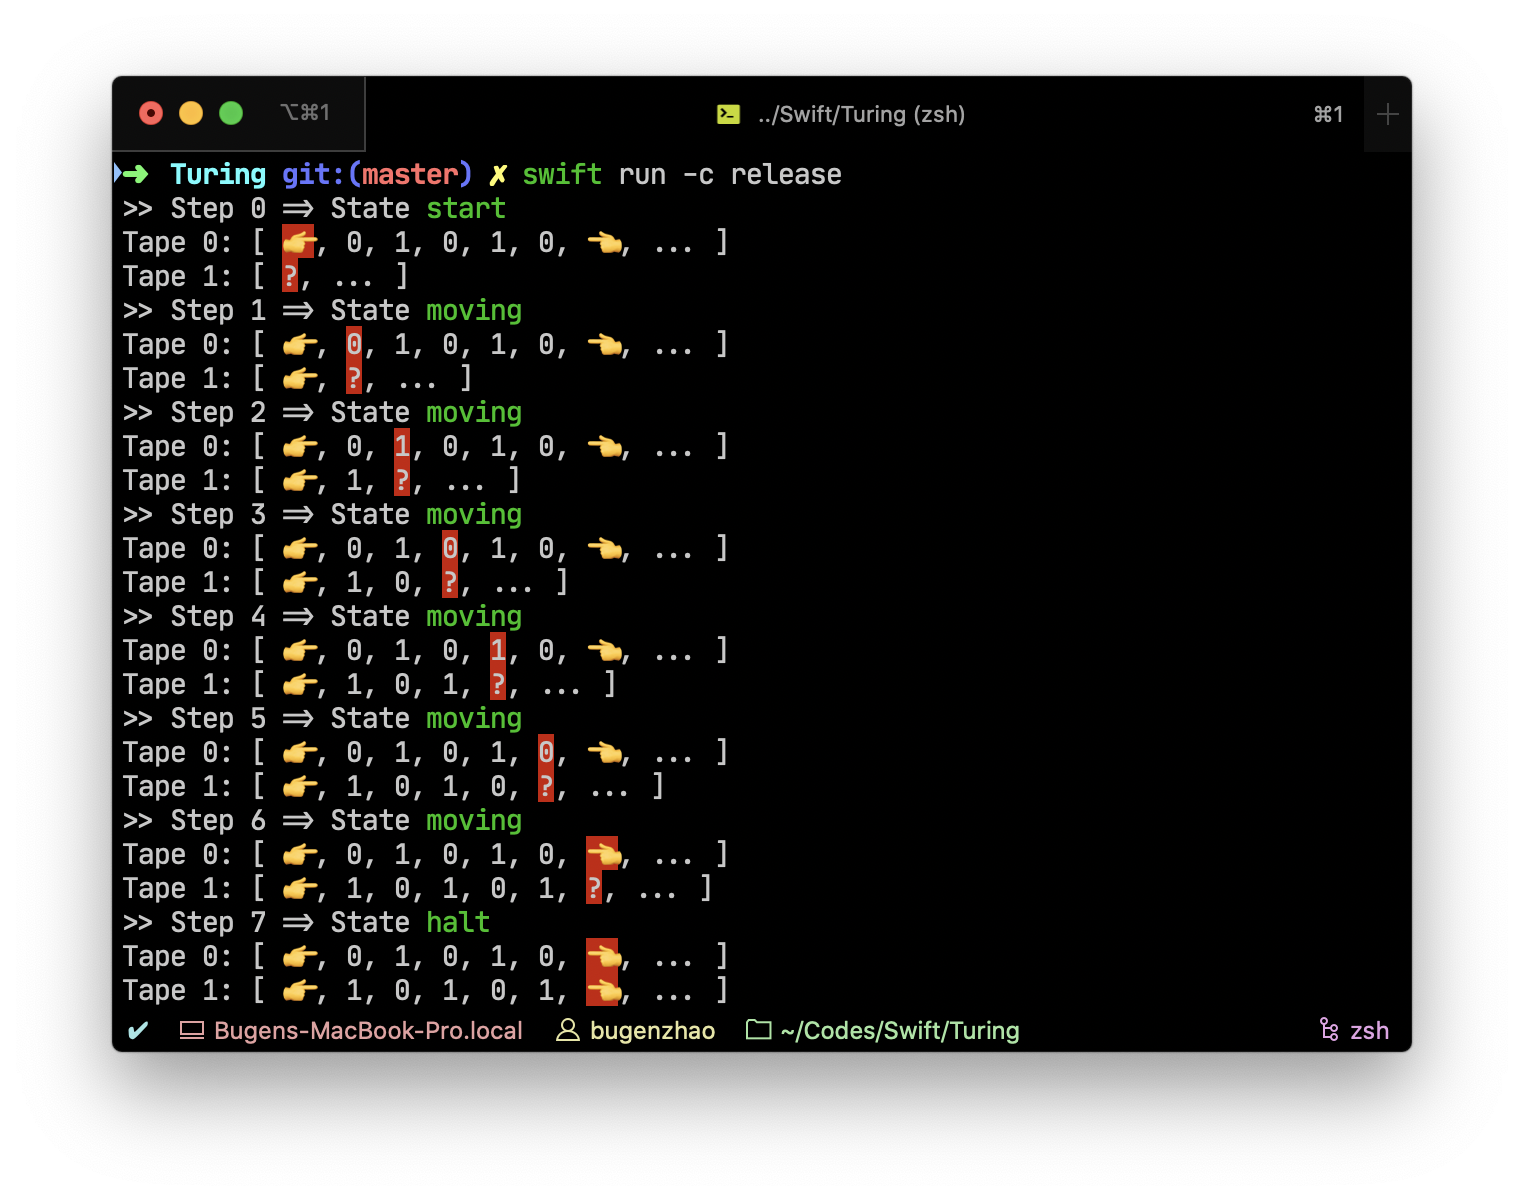 ⌥⌘1 ../Swift/Turing (zsh) ⌘1
➜ Turing git:(master) ✗ swift run -c release
>> Step 0 => State start
Tape 0: [ 👉, 0, 1, 0, 1, 0, 👈, ... ]
Tape 1: [ ?, ... ]
>> Step 1 => State moving
Tape 0: [ 👉, 0, 1, 0, 1, 0, 👈, ... ]
Tape 1: [ 👉, ?, ... ]
>> Step 2 => State moving
Tape 0: [ 👉, 0, 1, 0, 1, 0, 👈, ... ]
Tape 1: [ 👉, 1, ?, ... ]
>> Step 3 => State moving
Tape 0: [ 👉, 0, 1, 0, 1, 0, 👈, ... ]
Tape 1: [ 👉, 1, 0, ?, ... ]
>> Step 4 => State moving
Tape 0: [ 👉, 0, 1, 0, 1, 0, 👈, ... ]
Tape 1: [ 👉, 1, 0, 1, ?, ... ]
>> Step 5 => State moving
Tape 0: [ 👉, 0, 1, 0, 1, 0, 👈, ... ]
Tape 1: [ 👉, 1, 0, 1, 0, ?, ... ]
>> Step 6 => State moving
Tape 0: [ 👉, 0, 1, 0, 1, 0, 👈, ... ]
Tape 1: [ 👉, 1, 0, 1, 0, 1, ?, ... ]
>> Step 7 => State halt
Tape 0: [ 👉, 0, 1, 0, 1, 0, 👈, ... ]
Tape 1: [ 👉, 1, 0, 1, 0, 1, 👈, ... ]
✔ Bugens-MacBook-Pro.local bugenzhao ~/Codes/Swift/Turing zsh